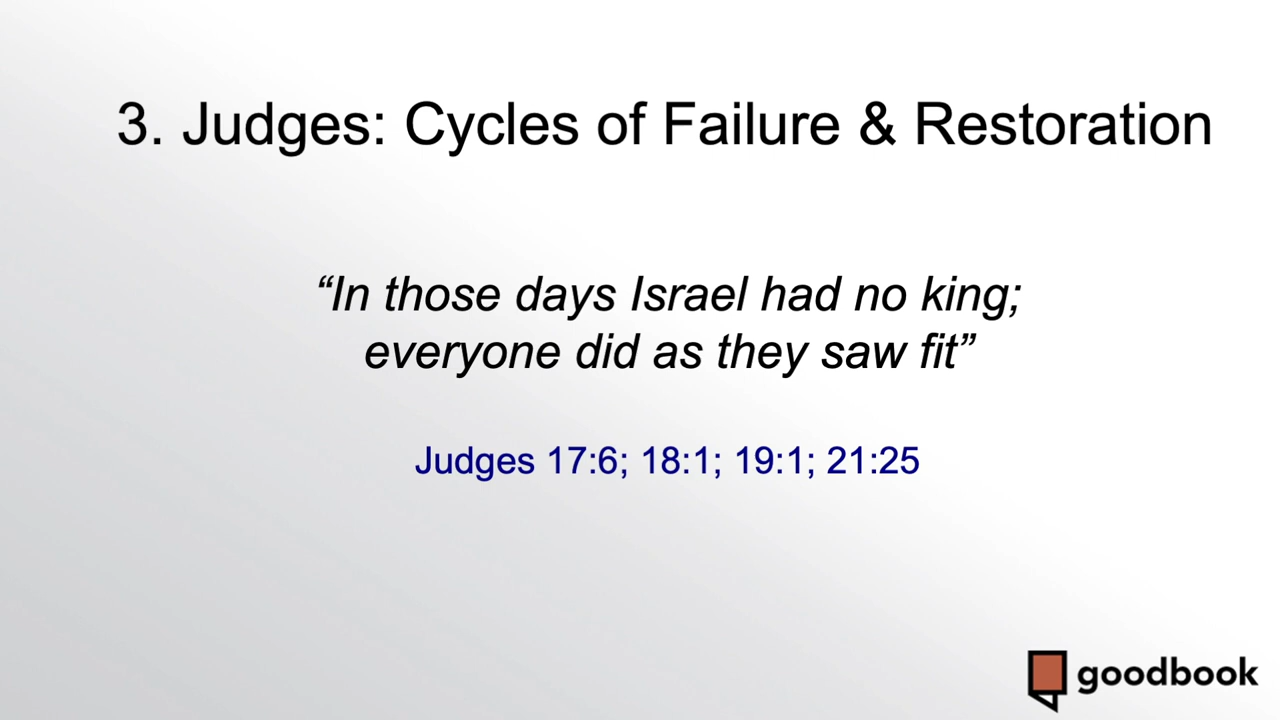 3. Judges: Cycles of Failure & Restoration
“In those days Israel had no king;
everyone did as they saw fit”
Judges 17:6; 18:1; 19:1; 21:25
goodbook